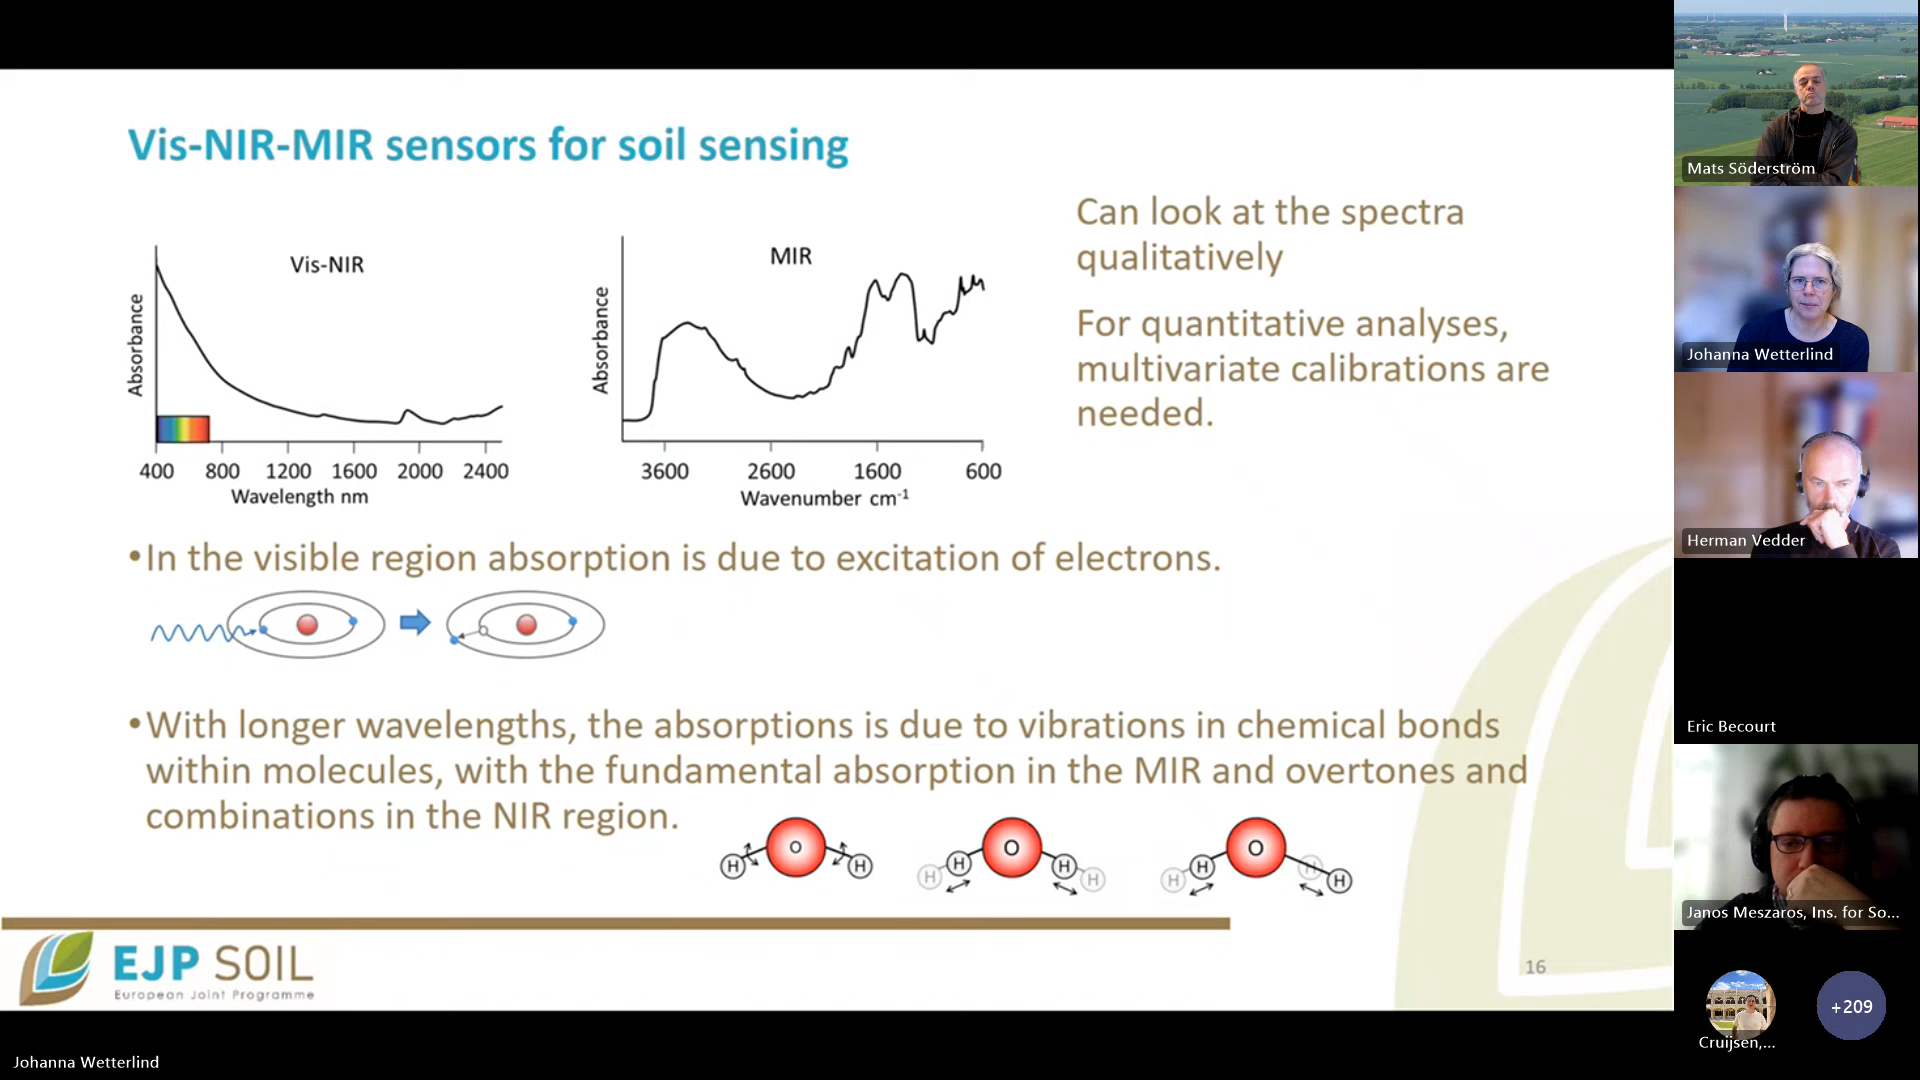 Vis-NIR-MIR sensors for soil sensing
Vis-NIR
Absorbance
400 800 1200 1600 2000 2400
Wavelength nm
MIR
Absorbance
3600 2600 1600 600
Wavenumber cm-1
Can look at the spectra
qualitatively
For quantitative analyses,
multivariate calibrations are
needed.
•In the visible region absorption is due to excitation of electrons.
•With longer wavelengths, the absorptions is due to vibrations in chemical bonds
within molecules, with the fundamental absorption in the MIR and overtones and
combinations in the NIR region.
H O H
H H O H H
H H O H H
EJP SOIL
European Joint Programme
16
Johanna Wetterlind
Mats Söderström
Johanna Wetterlind
Herman Vedder
Eric Becourt
Janos Meszaros, Ins. for So...
Cruijsen,...
+209